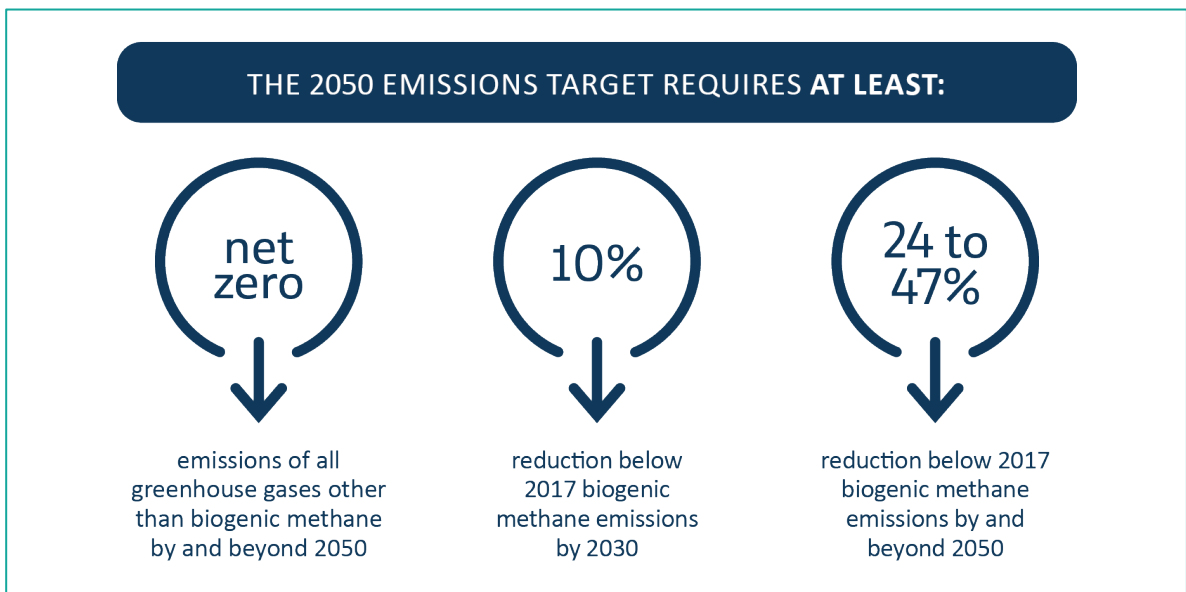 THE 2050 EMISSIONS TARGET REQUIRES AT LEAST:
net
zero
emissions of all
greenhouse gases other
than biogenic methane
by and beyond 2050
10%
reduction below
2017 biogenic
methane emissions
by 2030
24 to
47%
reduction below 2017
biogenic methane
emissions by and
beyond 2050